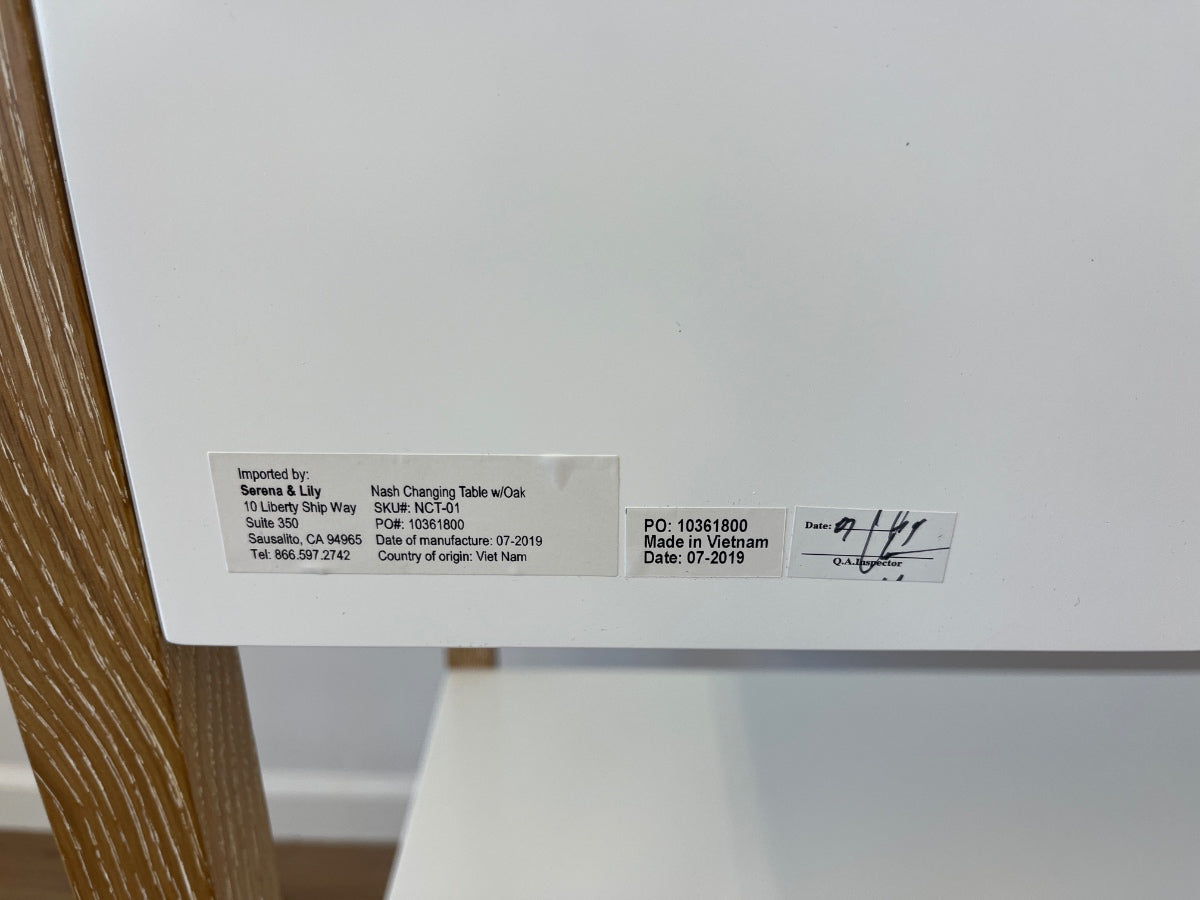 Imported by:
Serena & Lily
10 Liberty Ship Way
Suite 350
Sausalito, CA 94965
Tel: 866.597.2742
Nash Changing Table w/Oak
SKU#: NCT-01
PO#: 10361800
Date of manufacture: 07-2019
Country of origin: Viet Nam
PO: 10361800
Made in Vietnam
Date: 07-2019
Date:
Q.A.Inspector